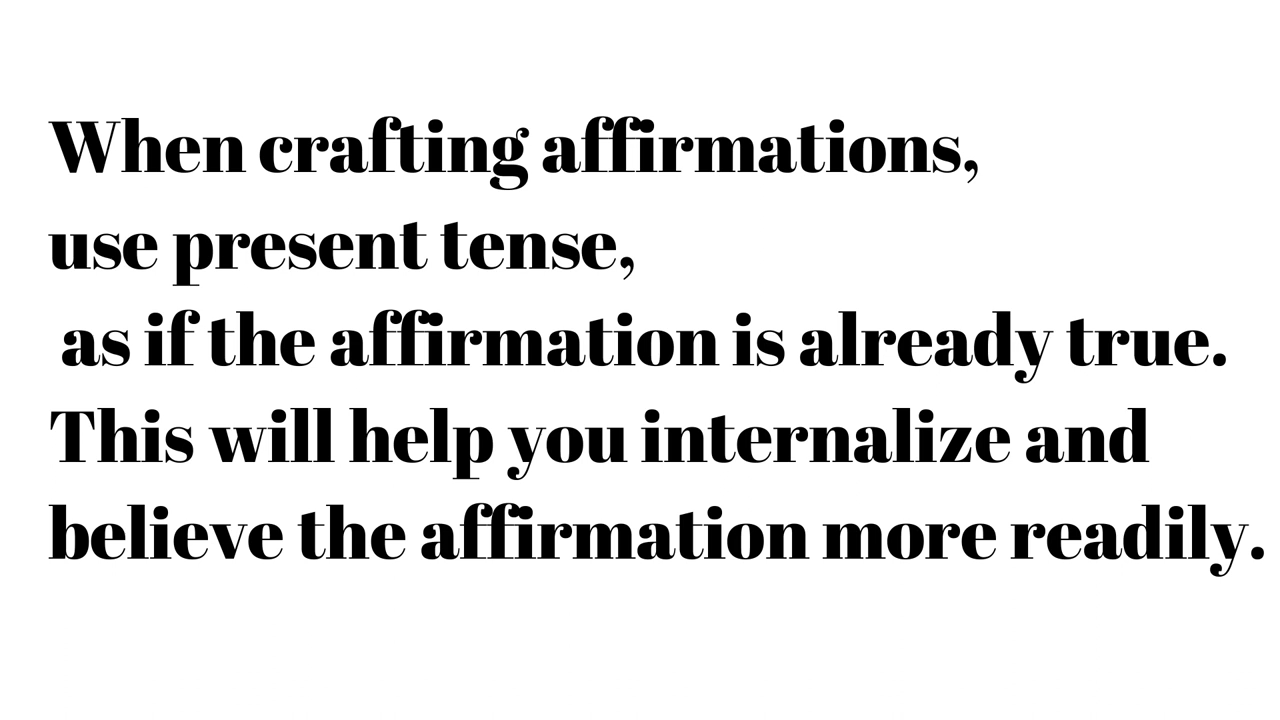 When crafting affirmations,
use present tense,
as if the affirmation is already true.
This will help you internalize and
believe the affirmation more readily.